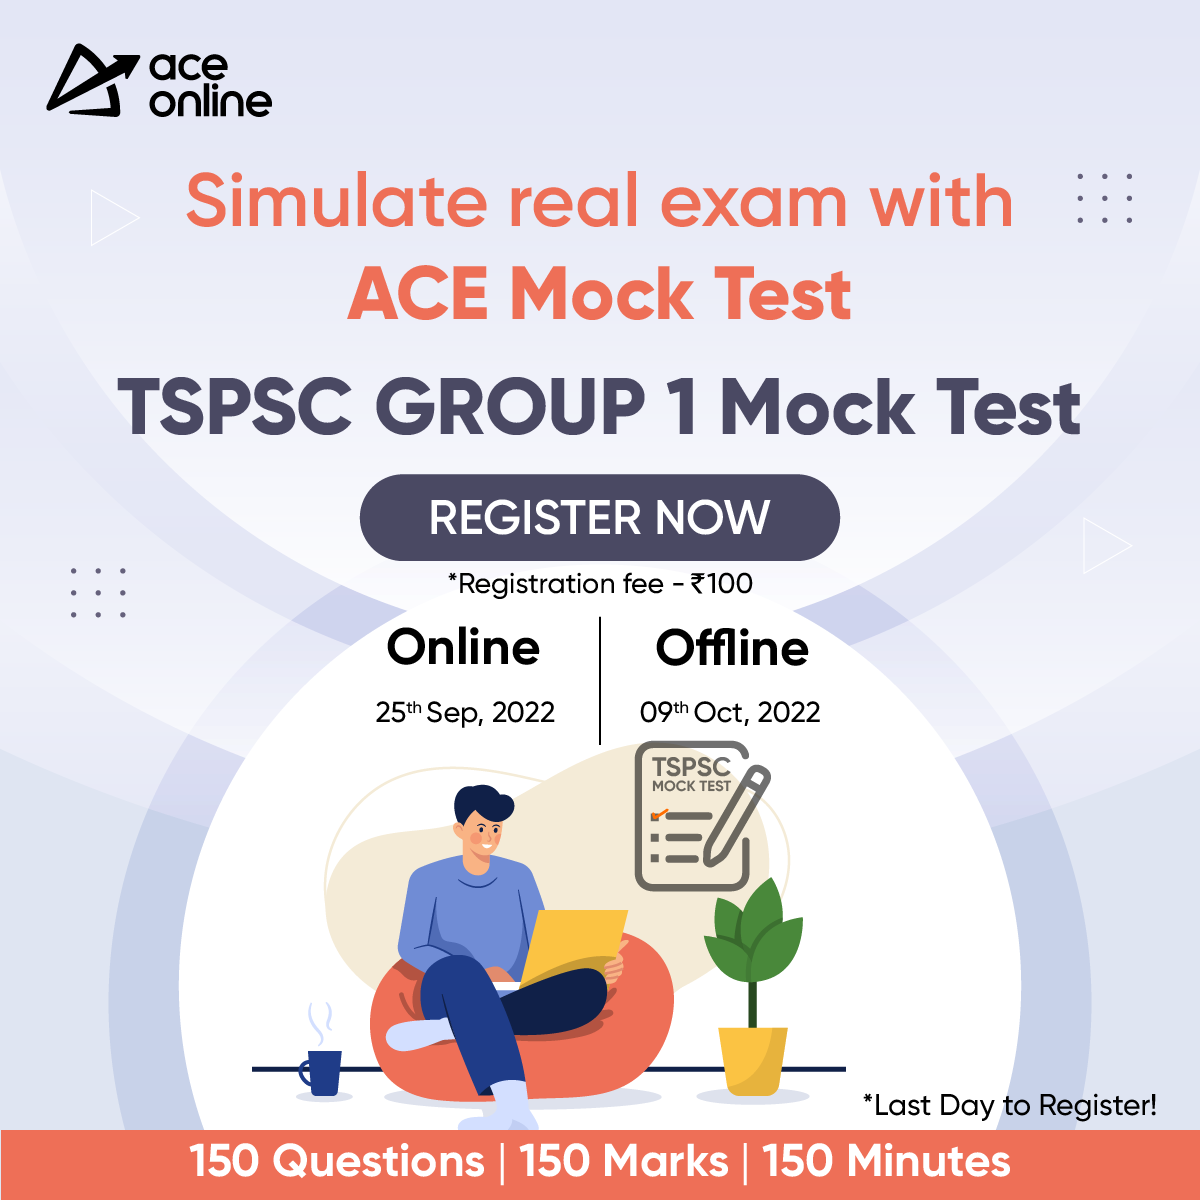 ace
online
Simulate real exam with
ACE Mock Test
TSPSC GROUP 1 Mock Test
REGISTER NOW
*Registration fee - ₹100
Online
25th Sep, 2022
Offline
09th Oct, 2022
TSPSC
MOCK TEST
*Last Day to Register!
150 Questions | 150 Marks | 150 Minutes